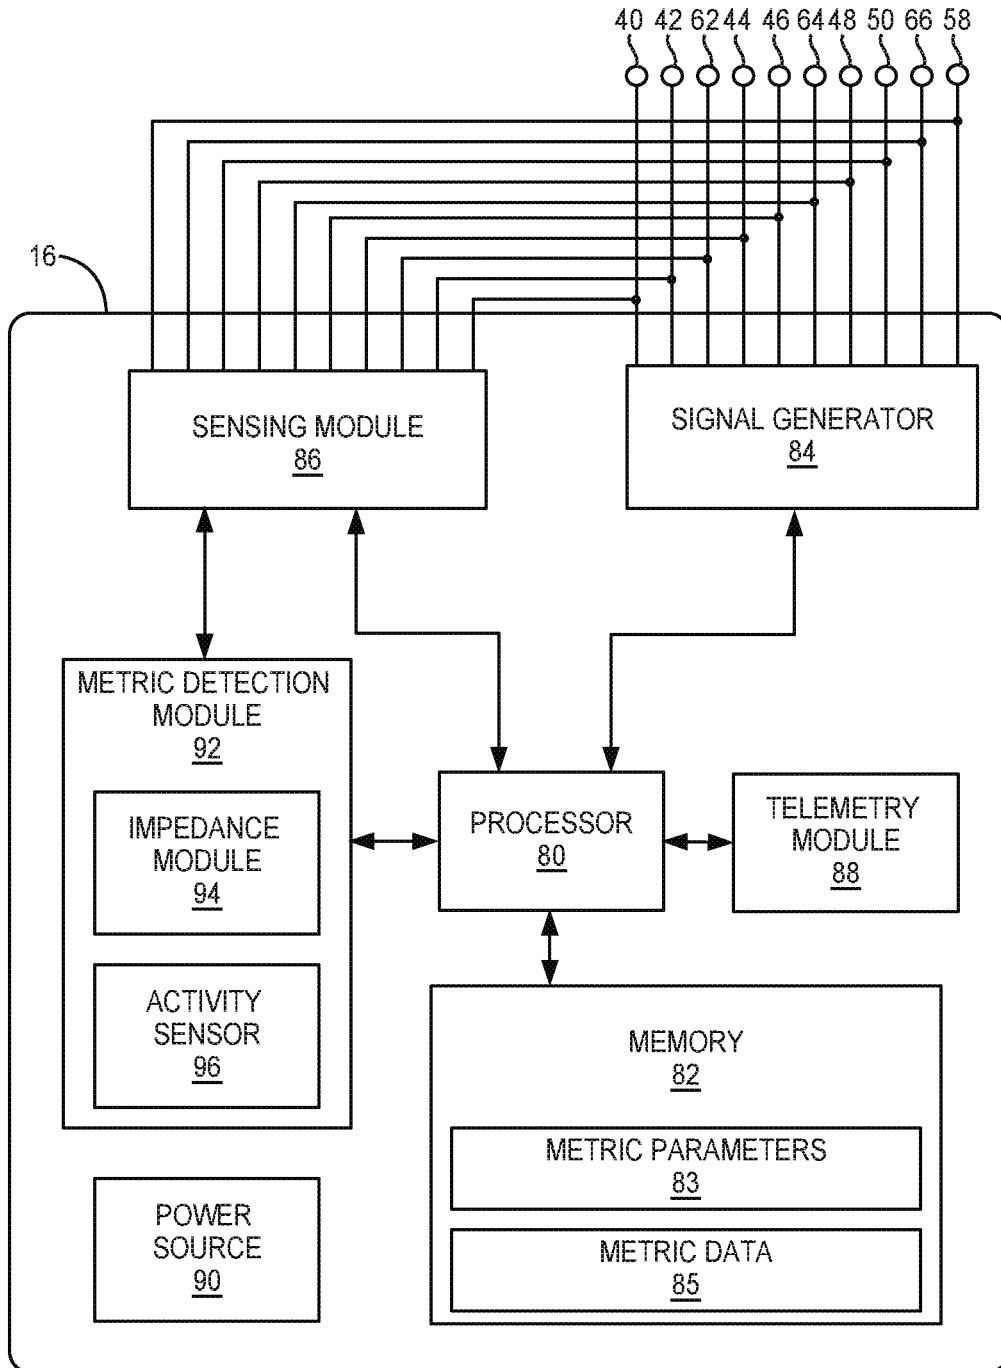 40 42 62 44 46 64 48 50 66 58
16
SENSING MODULE
86
SIGNAL GENERATOR
84
METRIC DETECTION
MODULE
92
IMPEDANCE
MODULE
94
ACTIVITY
SENSOR
96
PROCESSOR
80
TELEMETRY
MODULE
88
MEMORY
82
METRIC PARAMETERS
83
METRIC DATA
85
POWER
SOURCE
90